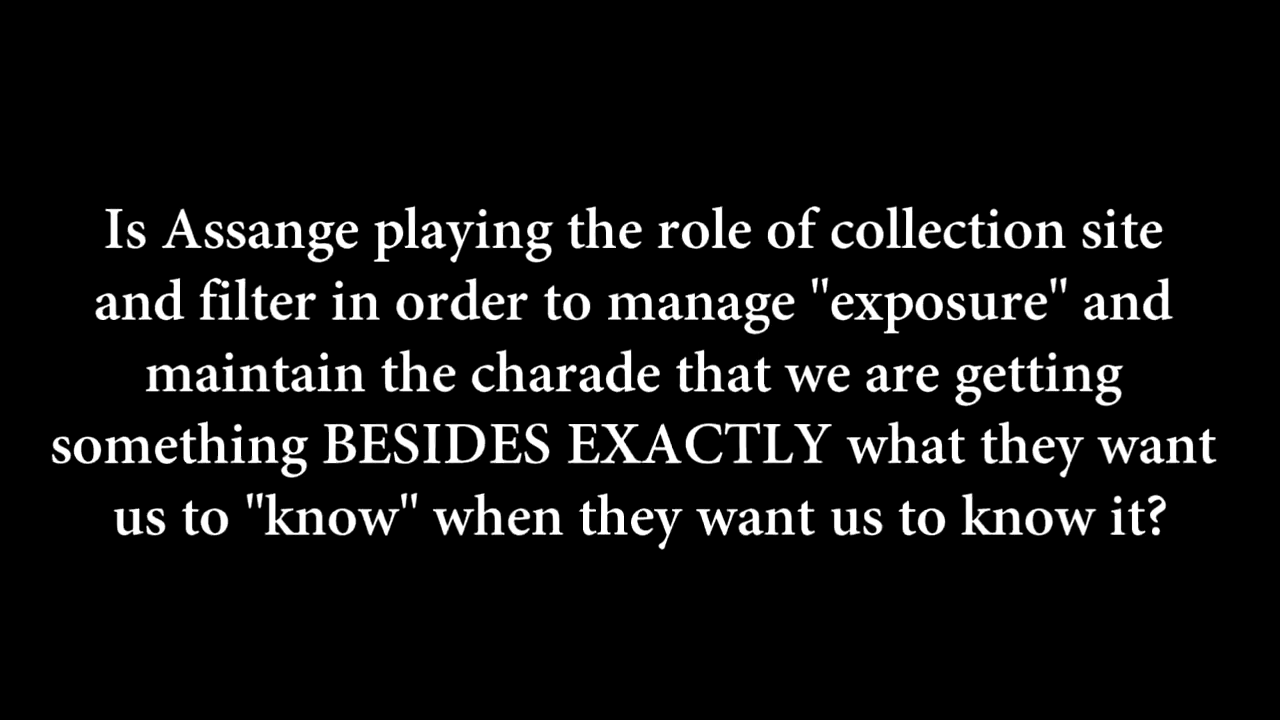 Is Assange playing the role of collection site
and filter in order to manage "exposure" and
maintain the charade that we are getting
something BESIDES EXACTLY what they want
us to "know" when they want us to know it?